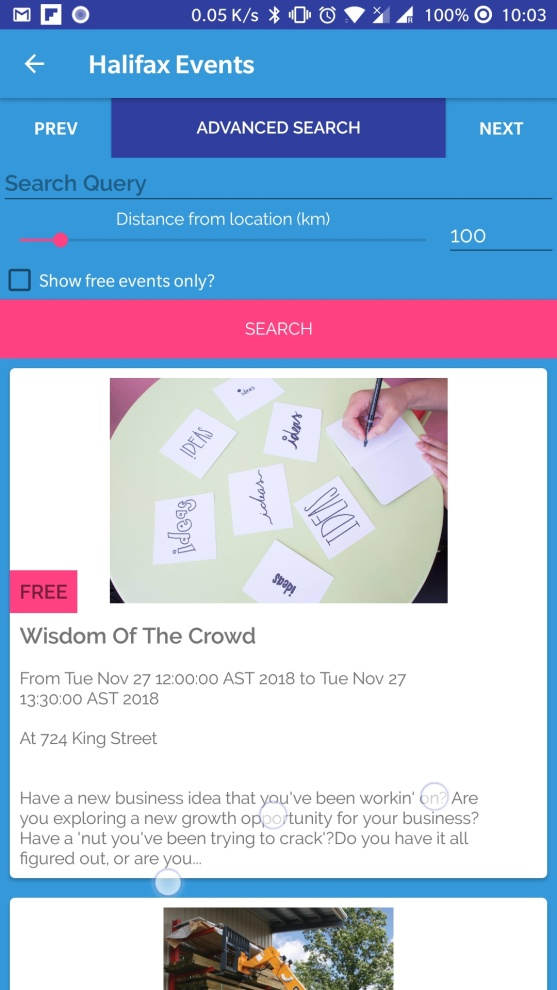 0.05 K/s 100% 10:03
Halifax Events
PREV ADVANCED SEARCH NEXT
Search Query
Distance from location (km)
100
Show free events only?
SEARCH
ideas
IDEAS
ideas
ideas
ideas
IDEAS
ideas
FREE
Wisdom Of The Crowd
From Tue Nov 27 12:00:00 AST 2018 to Tue Nov 27
13:30:00 AST 2018
At 724 King Street
Have a new business idea that you've been workin' on? Are
you exploring a new growth opportunity for your business?
Have a 'nut you've been trying to crack'?Do you have it all
figured out, or are you...